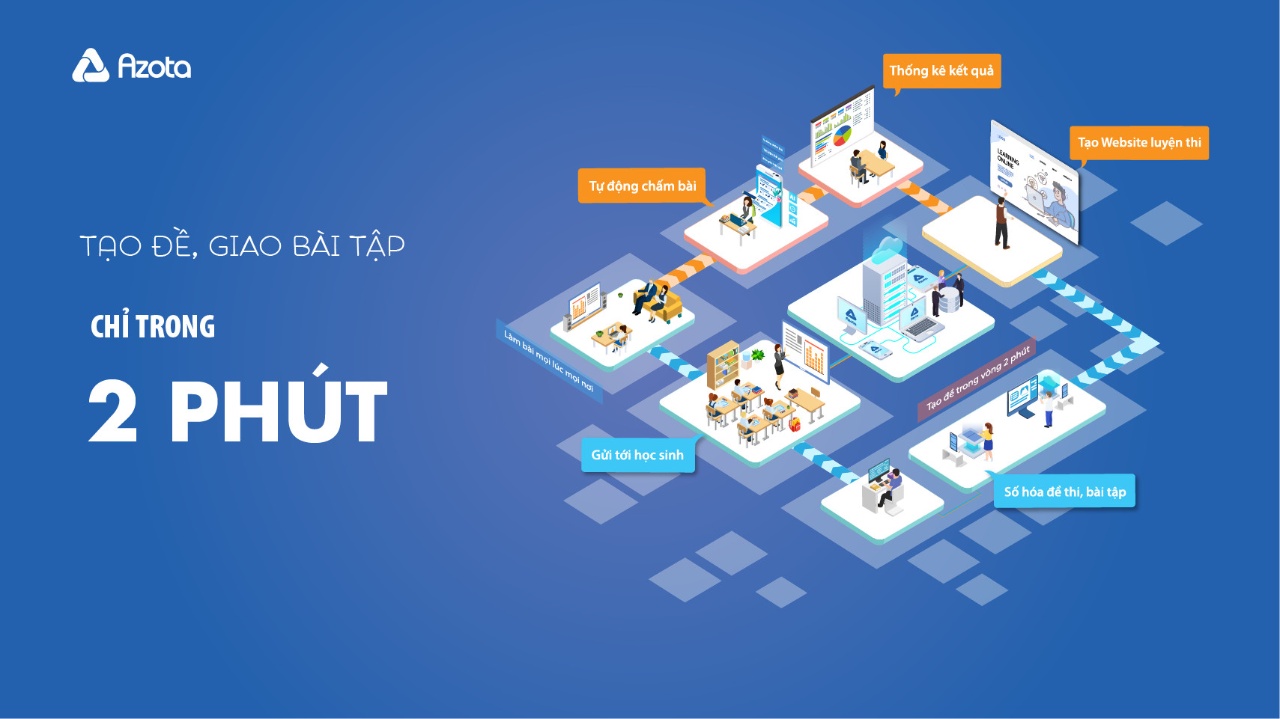 Azota
TẠO ĐỀ, GIAO BÀI TẬP
CHỈ TRONG
2 PHÚT
Thống kê kết quả
Tạo Website luyện thi
Tự động chấm bài
LEARNING
ONLINE
Làm bài mọi lúc mọi nơi
Tạo đề trong vòng 2 phút
Gửi tới học sinh
Số hóa đề thi, bài tập